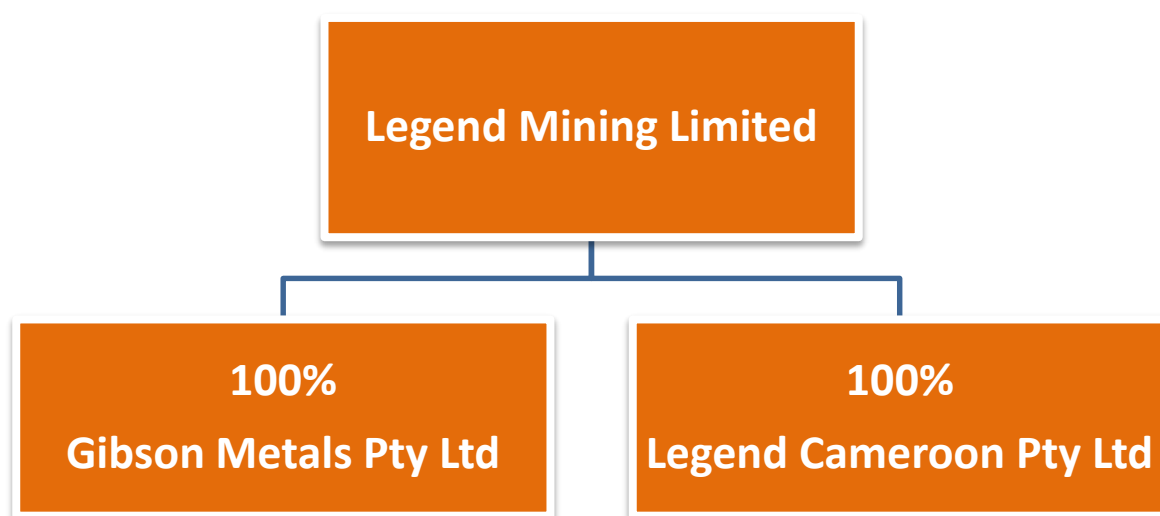 Legend Mining Limited
100%
Gibson Metals Pty Ltd
100%
Legend Cameroon Pty Ltd